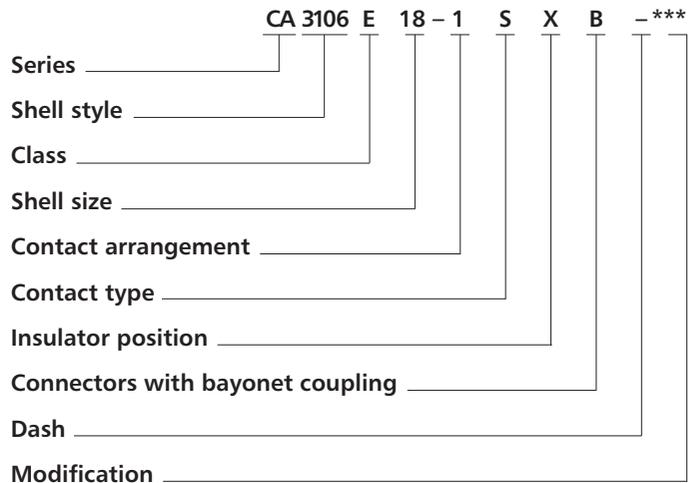 CA 3106 E 18 – 1 S X B – ***
Series
Shell style
Class
Shell size
Contact arrangement
Contact type
Insulator position
Connectors with bayonet coupling
Dash
Modification